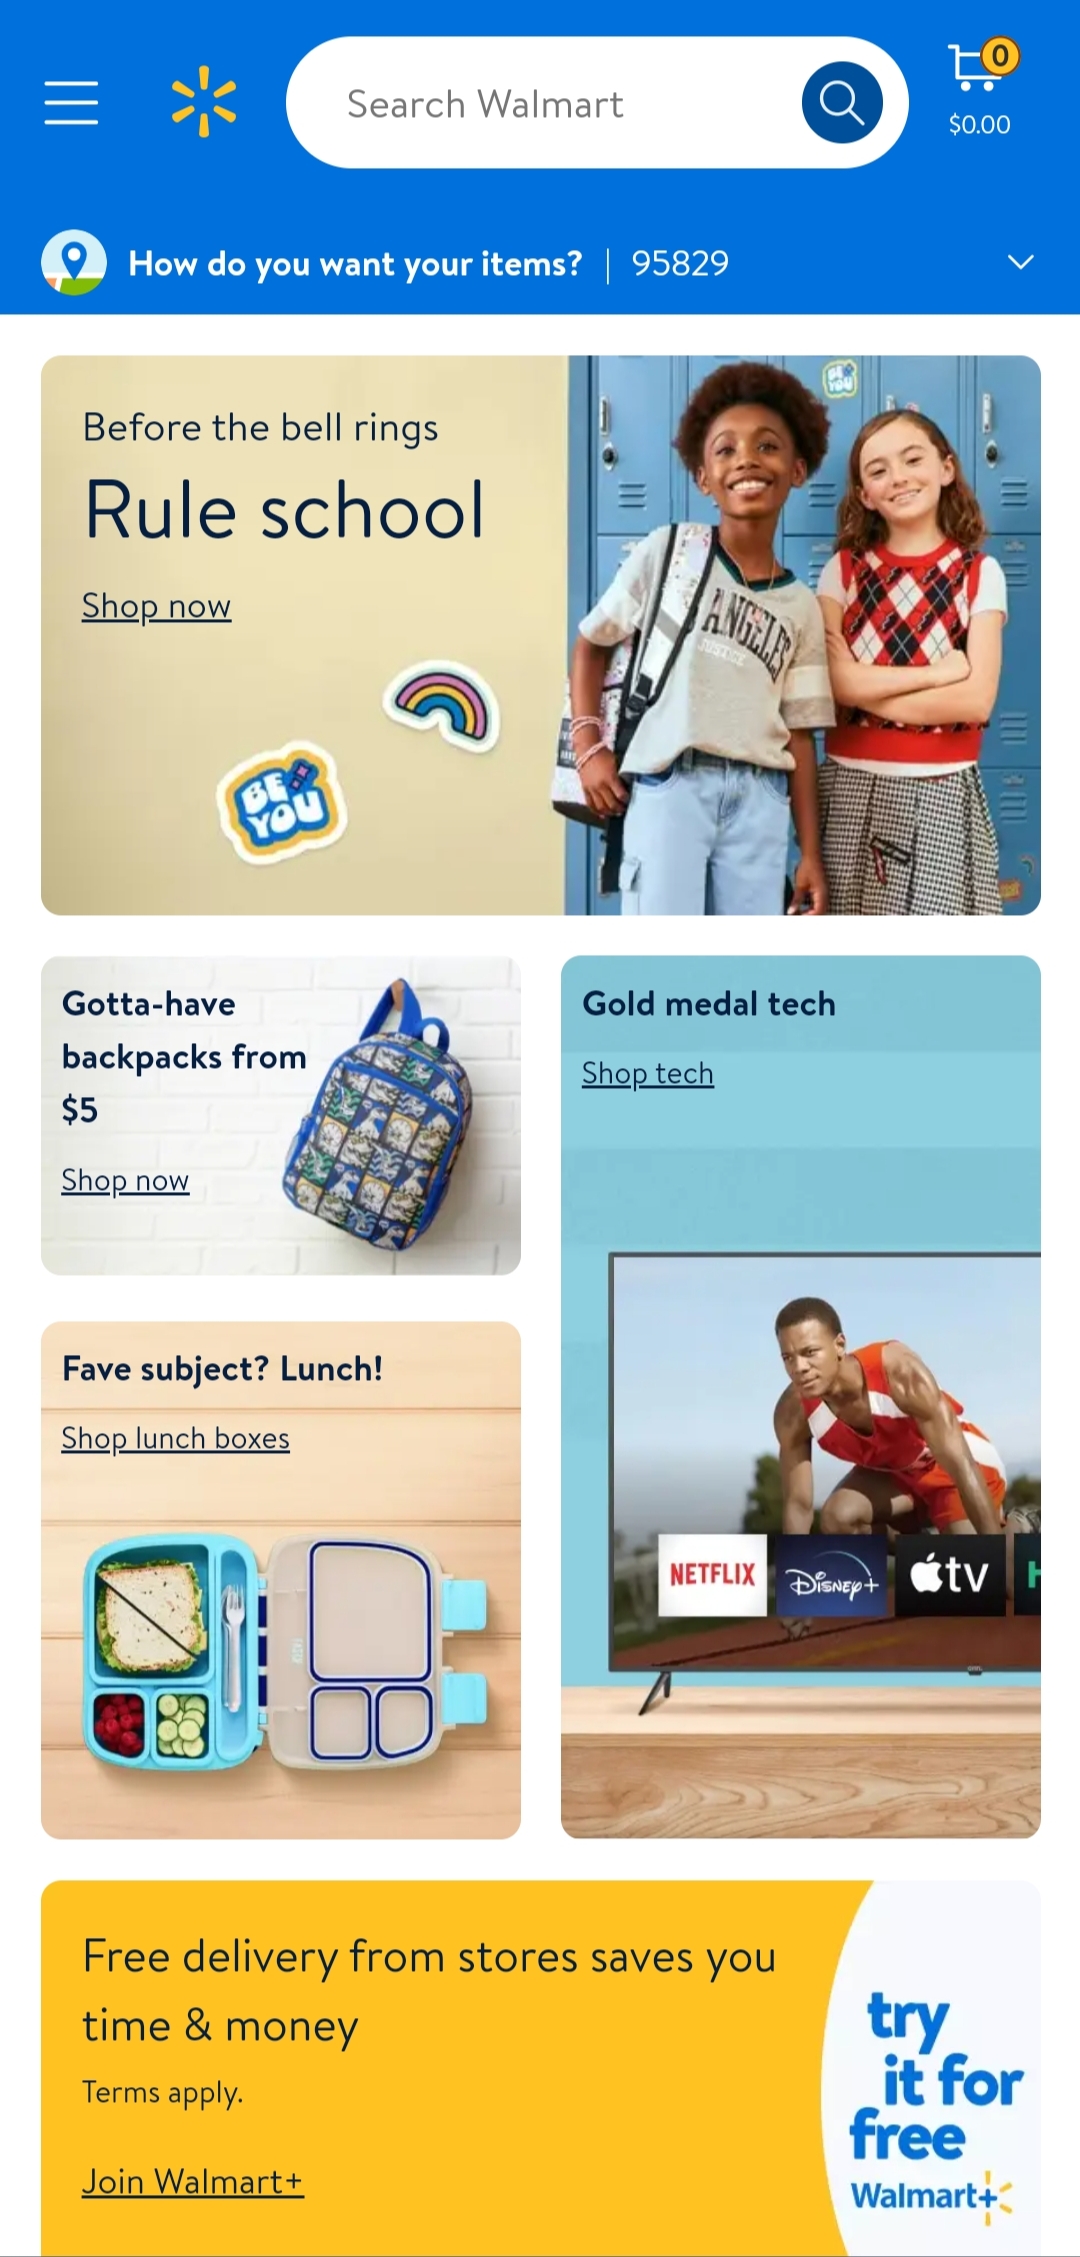 Search Walmart
0
$0.00
How do you want your items? | 95829
Before the bell rings
Rule school
Shop now
BE
YOU
BE
YOU
ANGELES
JUSTICE
Gotta-have
backpacks from
$5
Shop now
Gold medal tech
Shop tech
NETFLIX
Disney+
tv
Fave subject? Lunch!
Shop lunch boxes
Free delivery from stores saves you
time & money
Terms apply.
Join Walmart+
try
it for
free
Walmart+